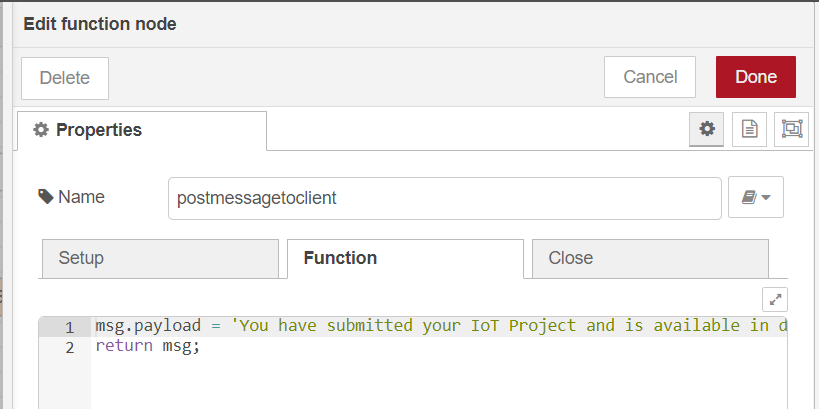 Edit function node
Delete Cancel Done
Properties
Name postmessagetoclient
Setup Function Close
1 msg.payload = 'You have submitted your IoT Project and is available in d
2 return msg;